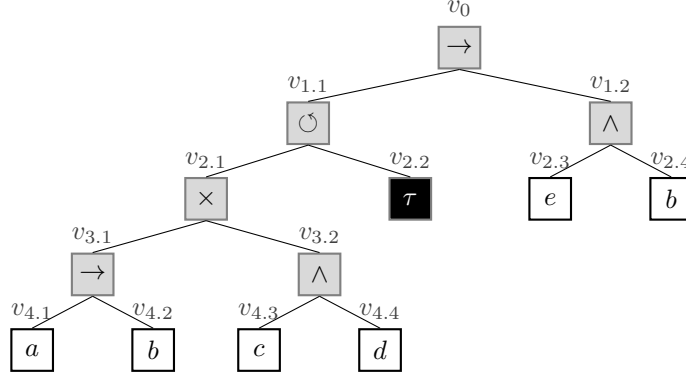 v₀
→
v₁.₁ v₁.₂
↺ ∧
v₂.₁ v₂.₂ v₂.₃ v₂.₄
× τ e b
v₃.₁ v₃.₂
→ ∧
v₄.₁ v₄.₂ v₄.₃ v₄.₄
a b c d